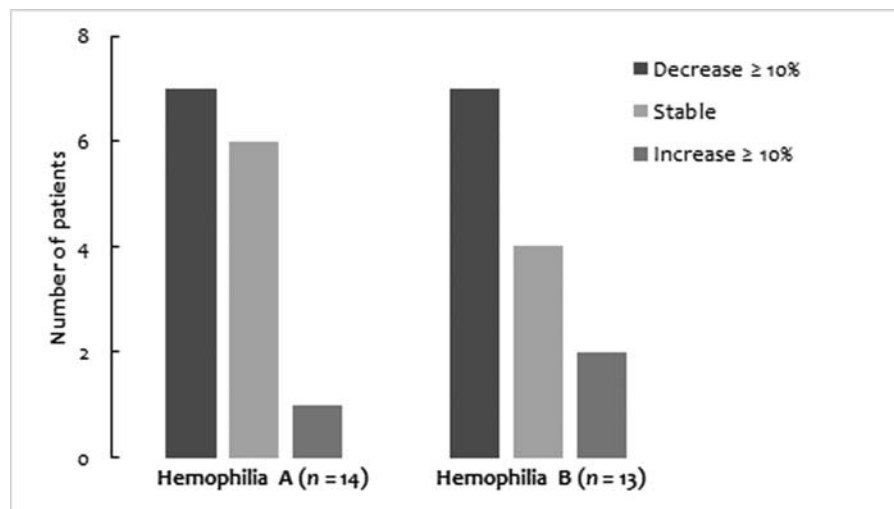 8
6
4
2
0
Number of patients
Decrease ≥ 10%
Stable
Increase ≥ 10%
Hemophilia A (n = 14)
Hemophilia B (n = 13)